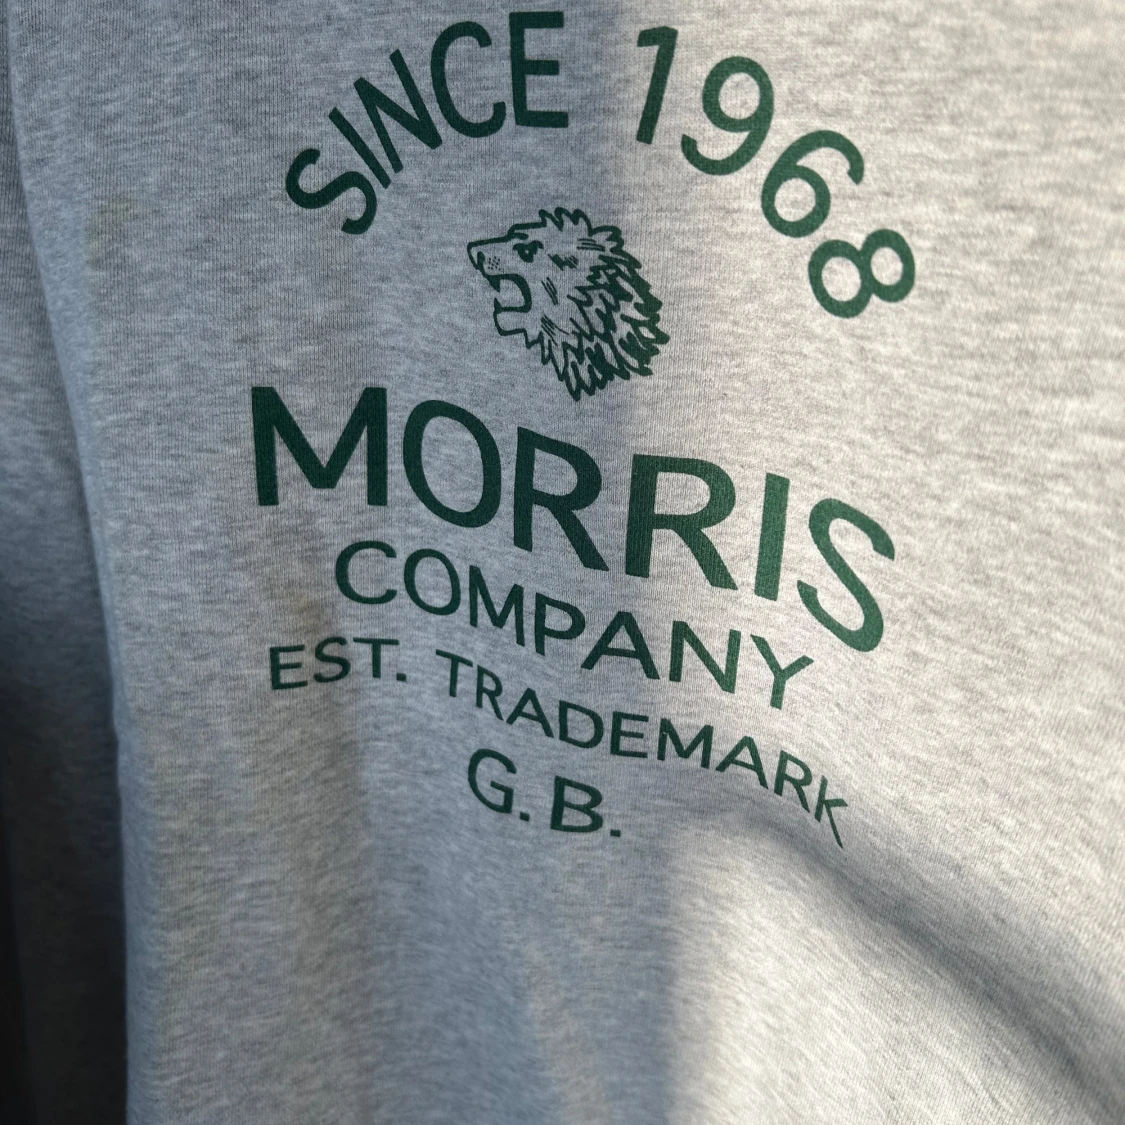 SINCE 1968
MORRIS
COMPANY
EST. TRADEMARK
G.B.